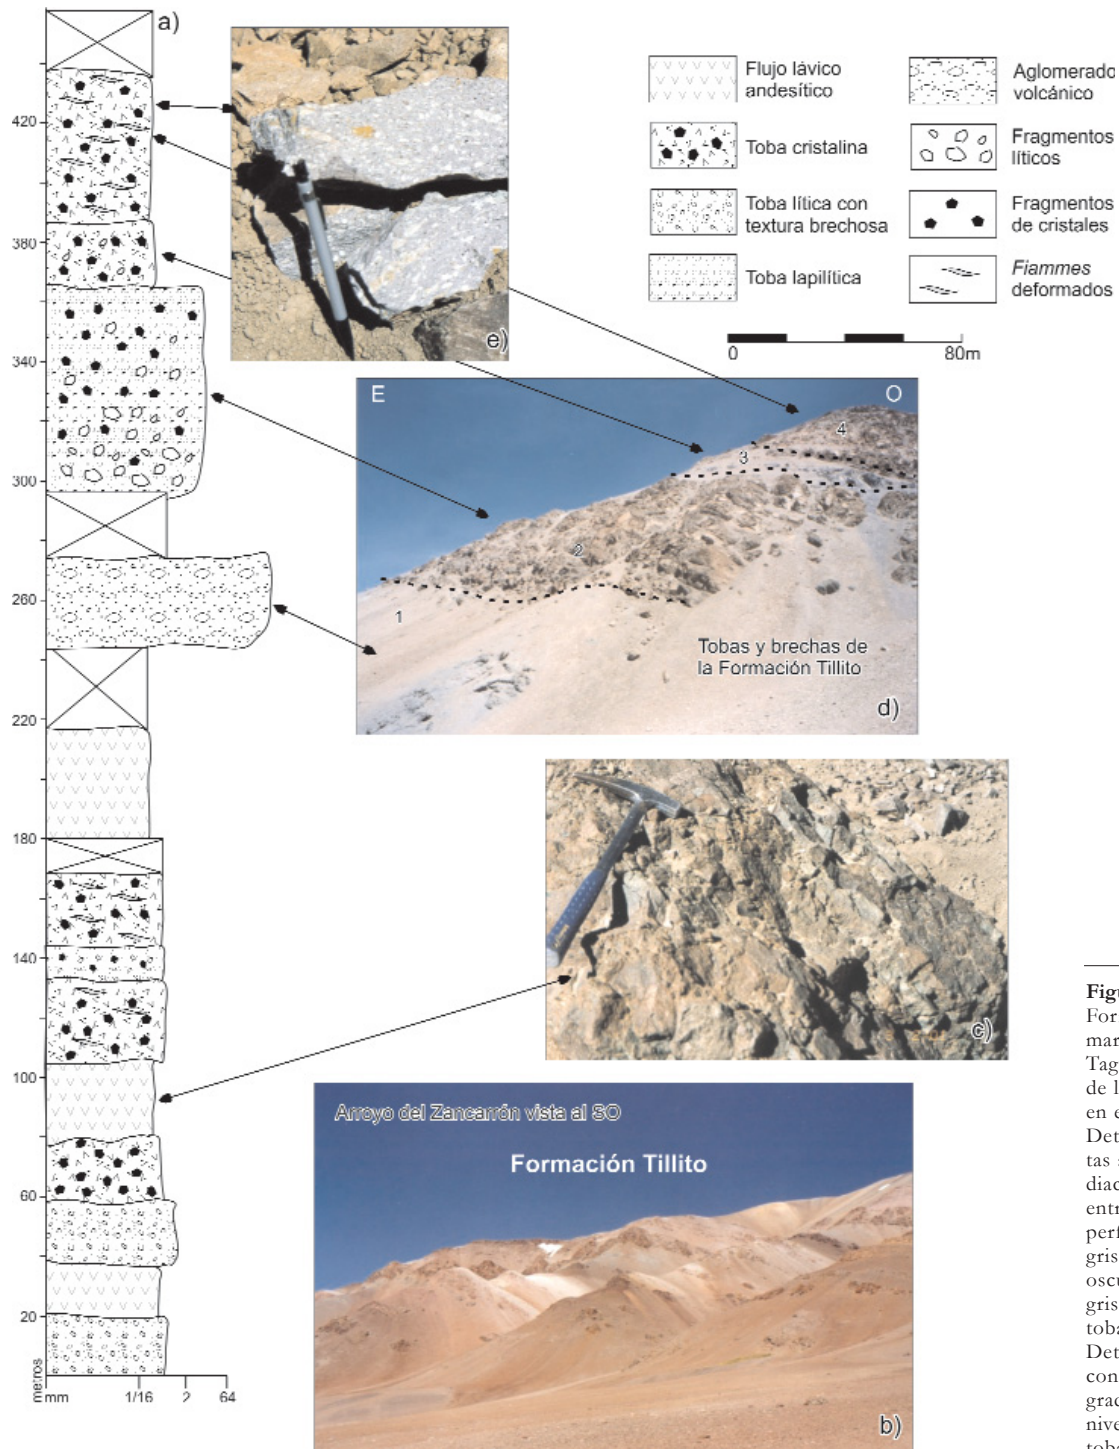 a)
420
380
340
300
260
220
180
140
100
60
20
metros
mm 1/16 2 64
e)
Flujo lávico
andesítico
Toba cristalina
Toba lítica con
textura brechosa
Toba lapilítica
Aglomerado
volcánico
Fragmentos
líticos
Fragmentos
de cristales
Fiammes
deformados
0 80m
E O
4
3
2
1
Tobas y brechas de
la Formación Tillito
d)
c)
Arroyo del Zancarrón vista al SO
Formación Tillito
b)
Figu
For
mar
Tag
de l
en e
Det
tas
diac
entr
perf
gris
oscu
gris
toba
Det
con
grac
nive
toba